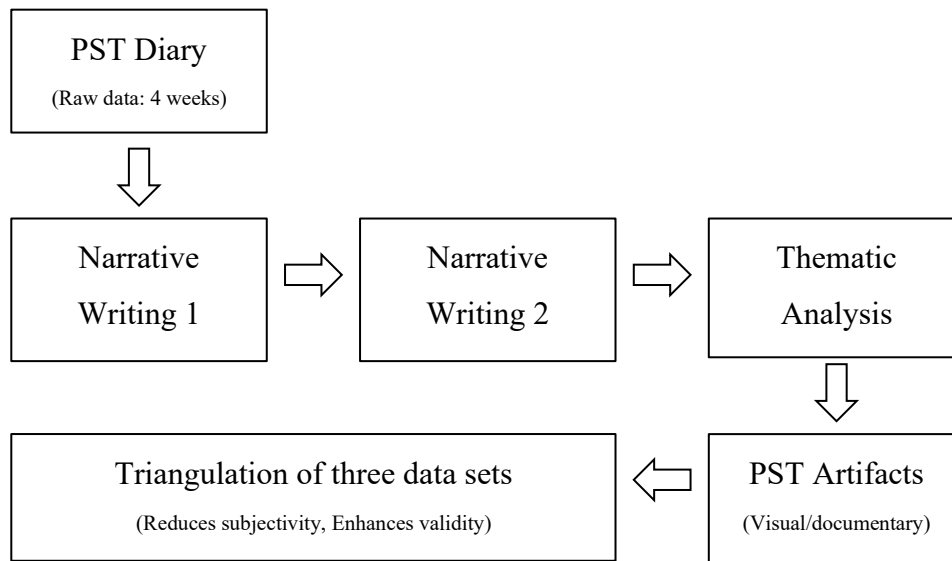 PST Diary
(Raw data: 4 weeks)
Narrative
Writing 1
Narrative
Writing 2
Thematic
Analysis
Triangulation of three data sets
(Reduces subjectivity, Enhances validity)
PST Artifacts
(Visual/documentary)